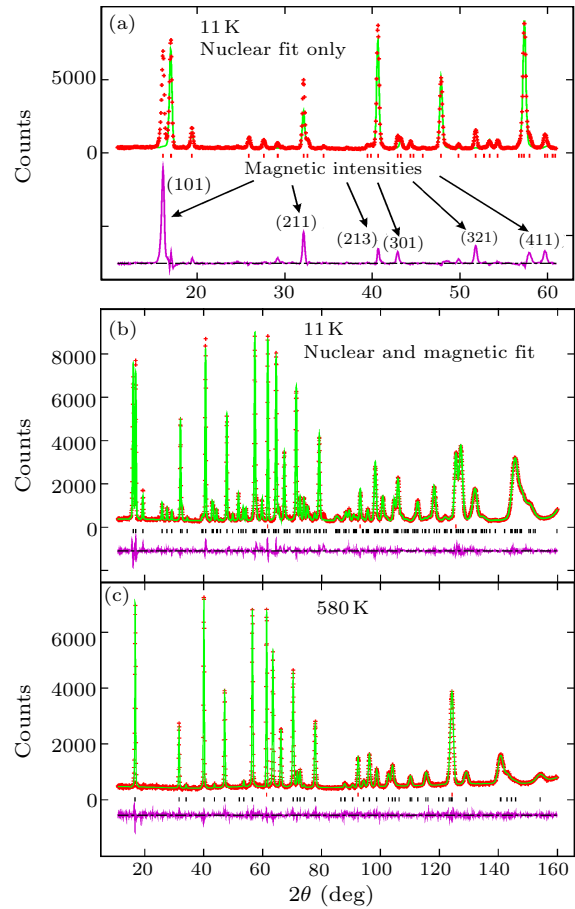 (a)
11 K
Nuclear fit only
5000
0
Counts
Magnetic intensities
(101)
(211)
(213)
(301)
(321)
(411)
20
30
40
50
60
(b)
11 K
Nuclear and magnetic fit
8000
6000
4000
2000
0
Counts
(c)
580 K
6000
4000
2000
0
Counts
20
40
60
80
100
120
140
160
2θ (deg)